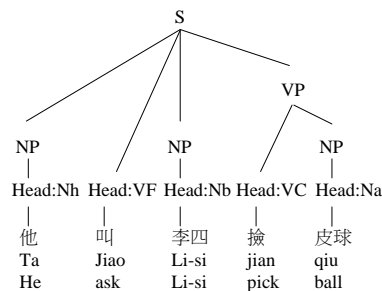 S
VP
NP NP NP
Head:Nh Head:VF Head:Nb Head:VC Head:Na
他 叫 李四 撿 皮球
Ta Jiao Li-si jian qiu
He ask Li-si pick ball